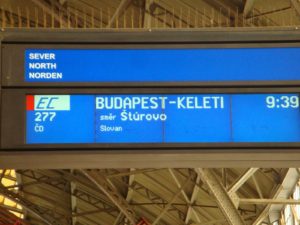 SEVER
NORTH
NORDEN
EC BUDAPEST-KELETI 9:39
277 směr Štúrovo
ČD Slovan